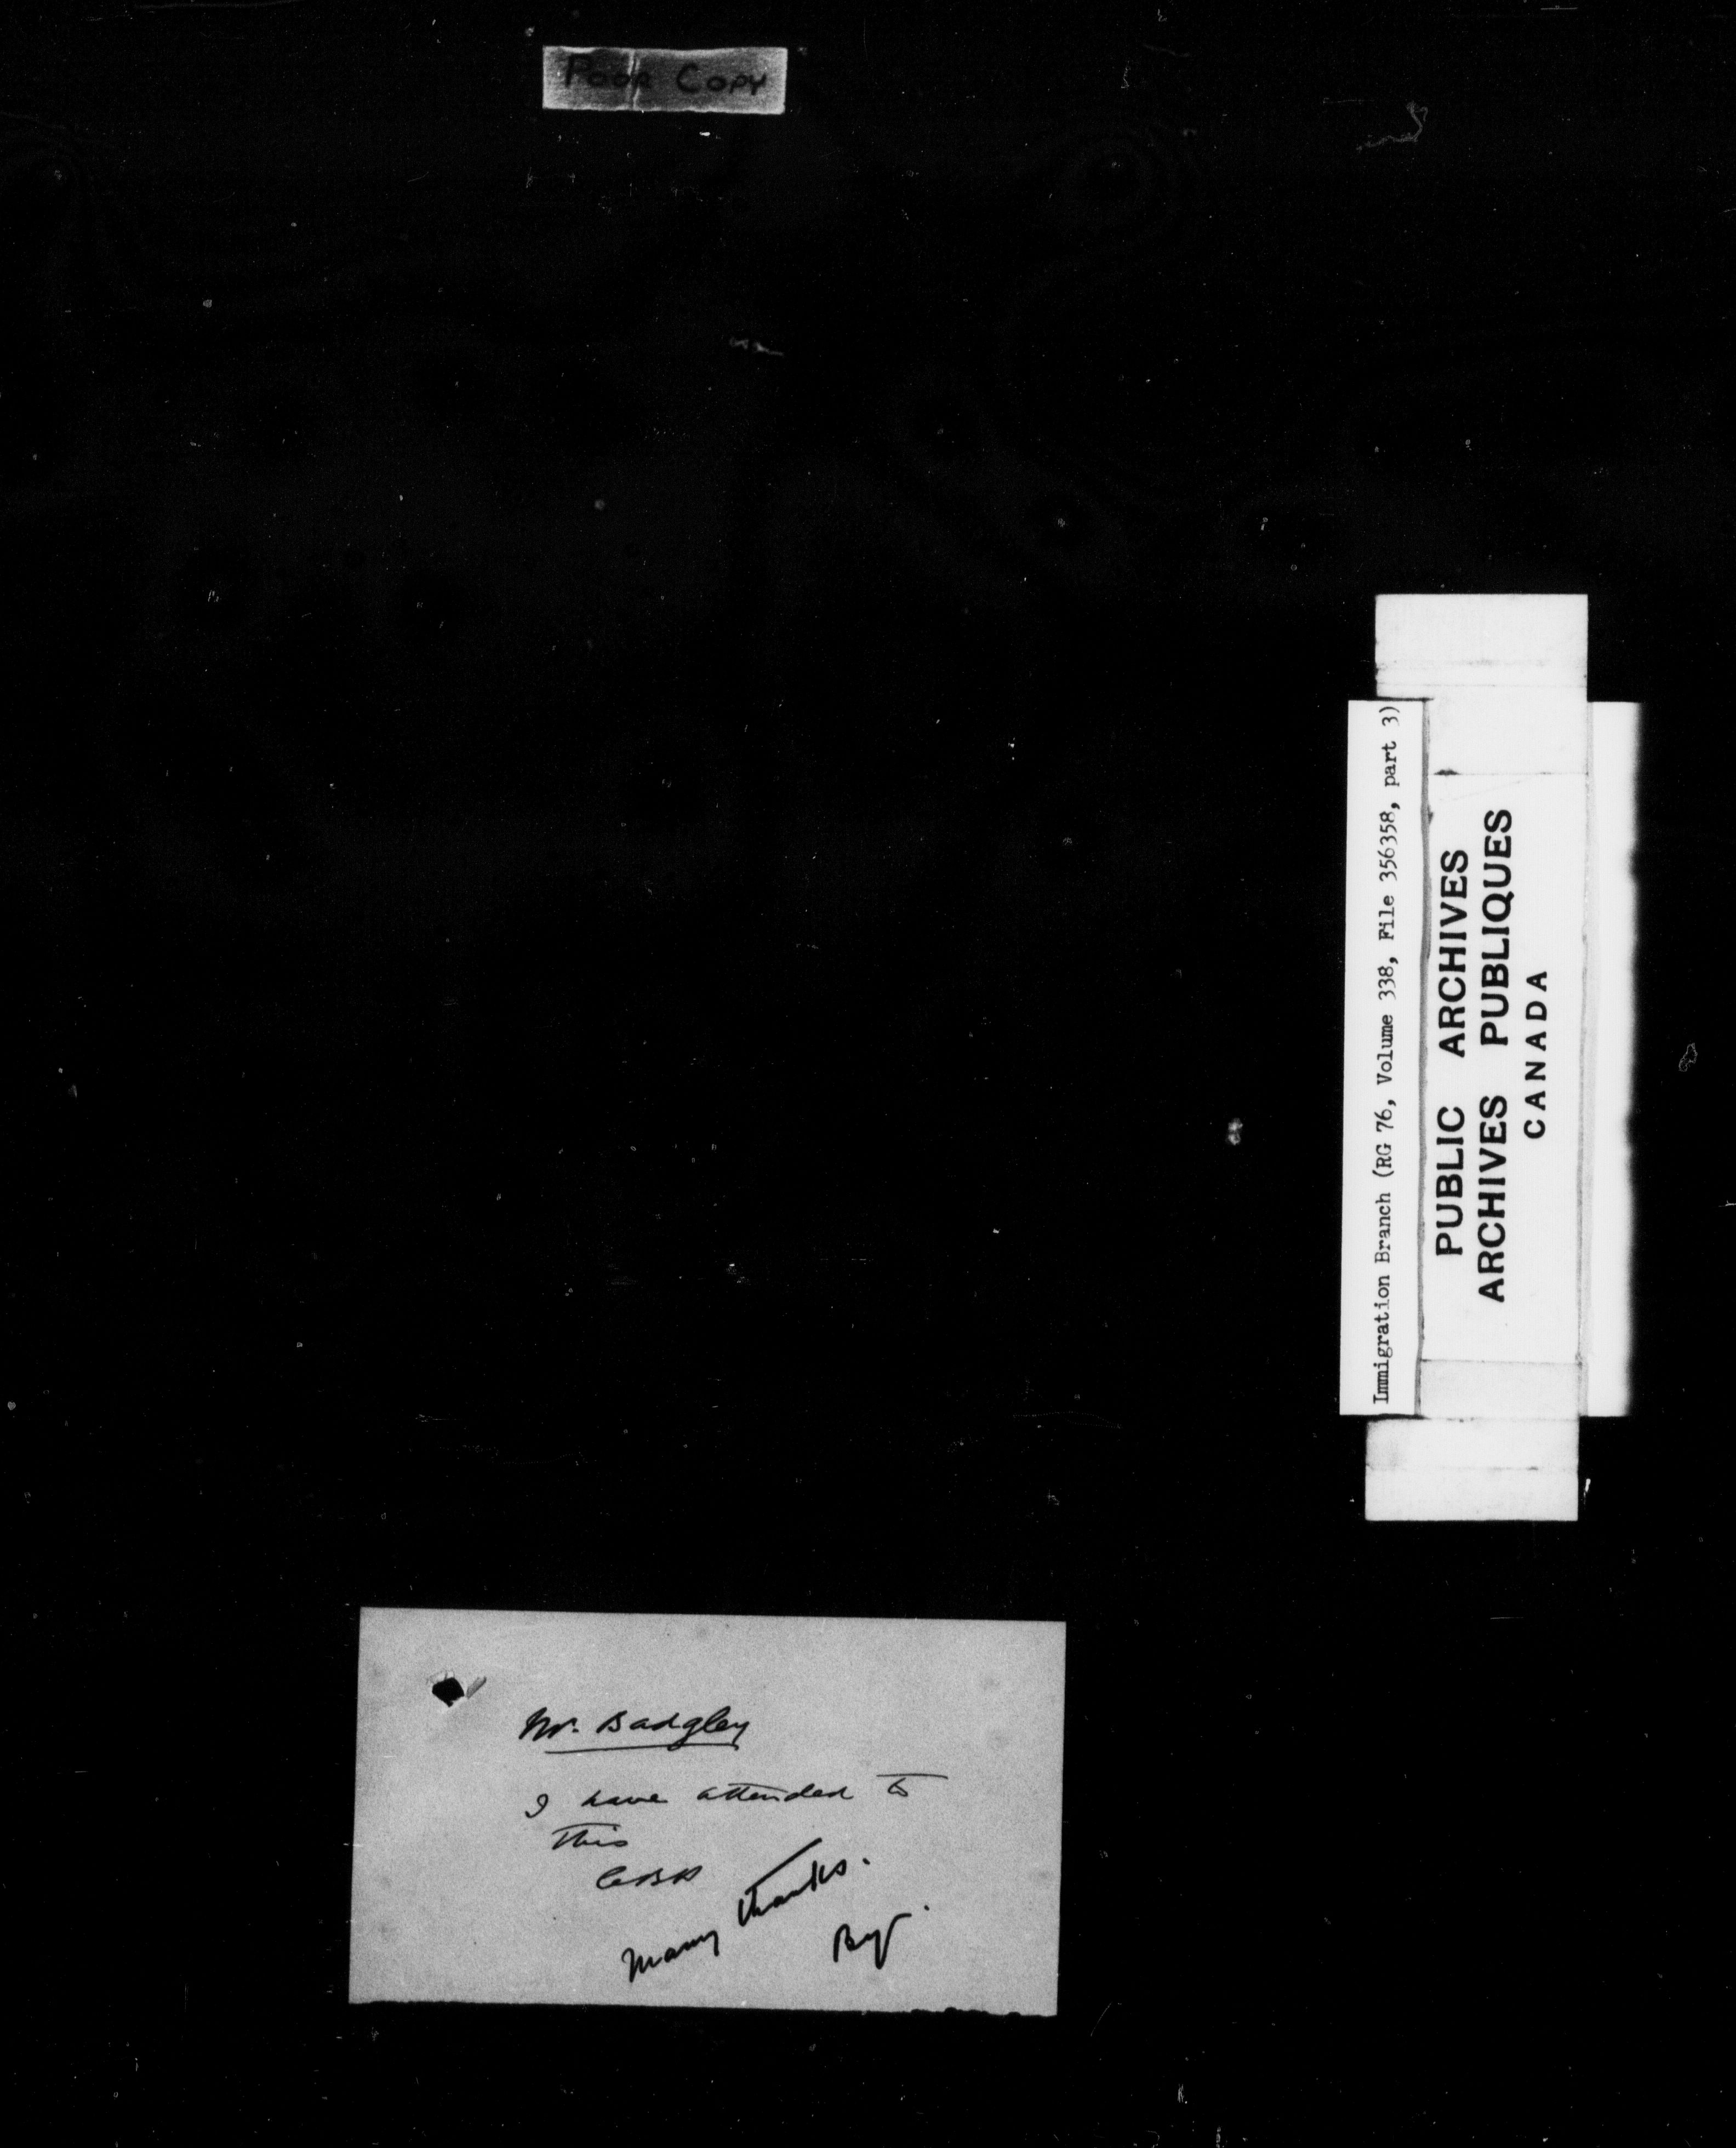 POOR COPY
Immigration Branch (RG 76, Volume 338, File 356358, part 3)
PUBLIC ARCHIVES
ARCHIVES PUBLIQUES
CANADA
Mr. Badgley
I have attended to
this
Many thanks.